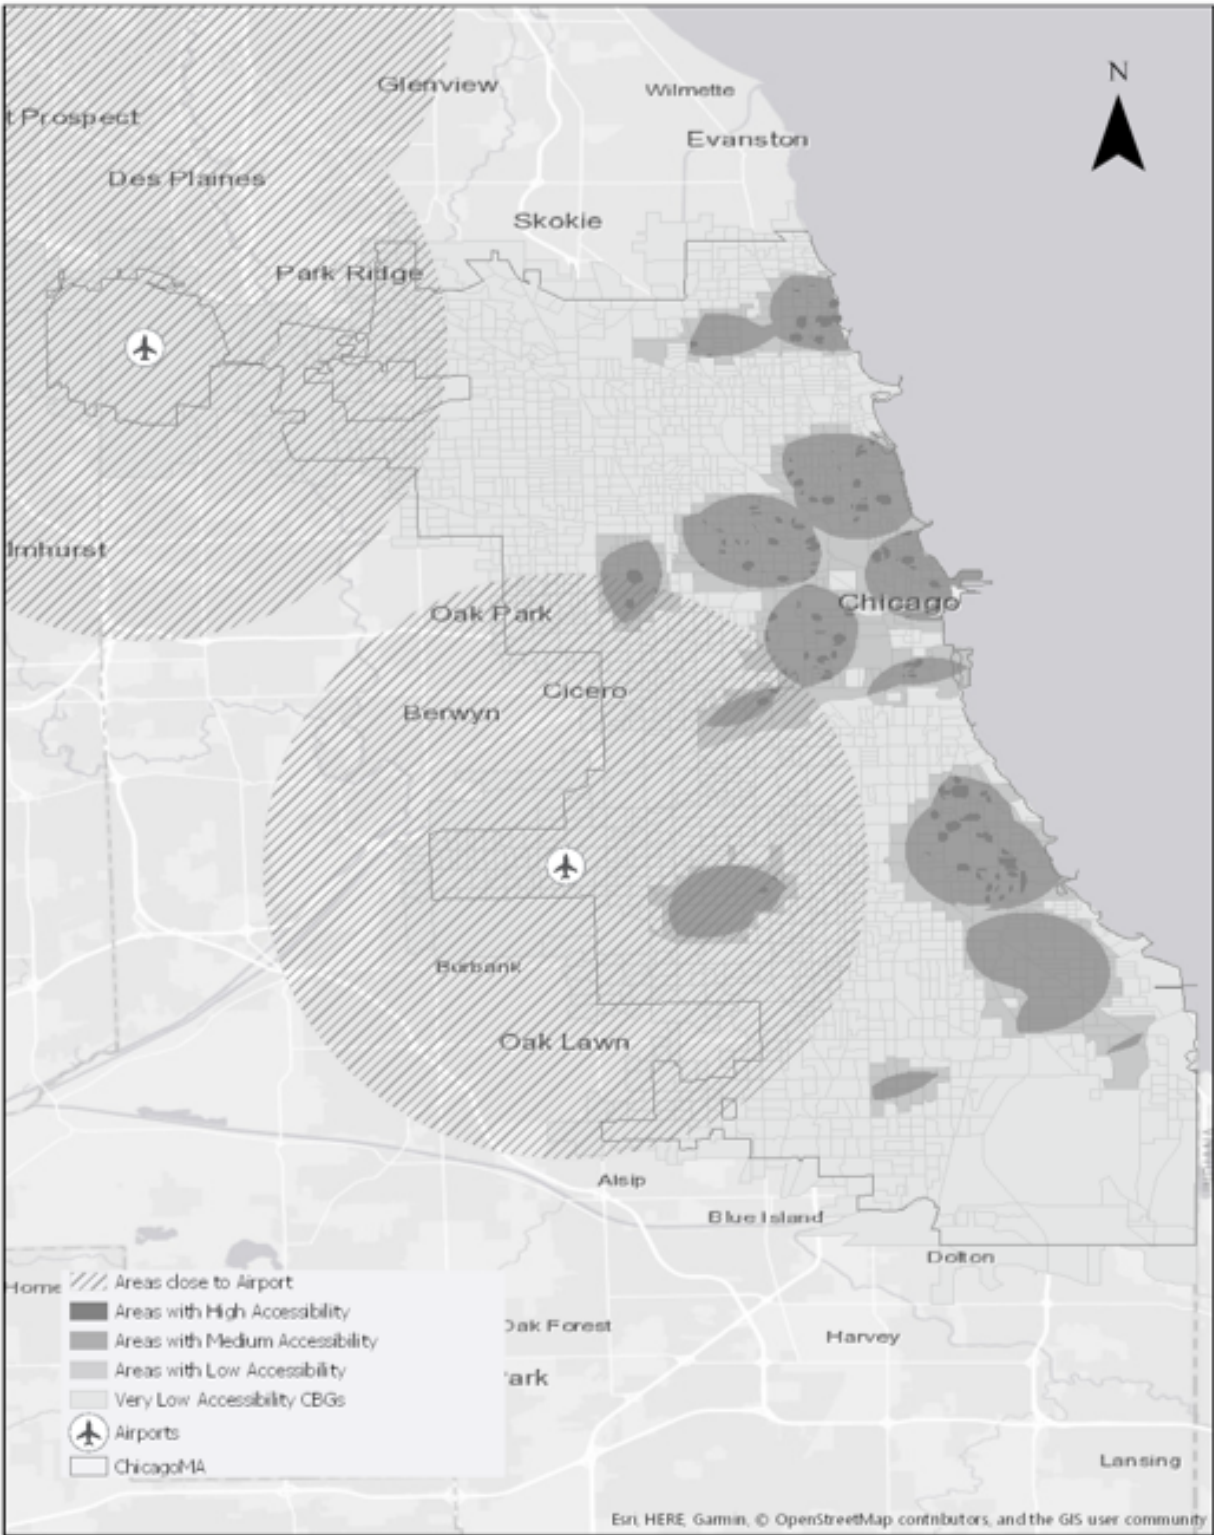 N
Glenview
Wilmette
t Prospect
Evanston
Des Plaines
Skokie
Park Ridge
lmhurst
Chicago
Oak Park
Cicero
Berwyn
Burbank
Oak Lawn
Alsip
Blue Island
Dolton
Home
Areas close to Airport
Areas with High Accessibility
Areas with Medium Accessibility
Areas with Low Accessibility
Very Low Accessibility CBGs
Airports
ChicagoMA
Oak Forest
Harvey
ark
Lansing
Esri, HERE, Garmin, © OpenStreetMap contributors, and the GIS user community